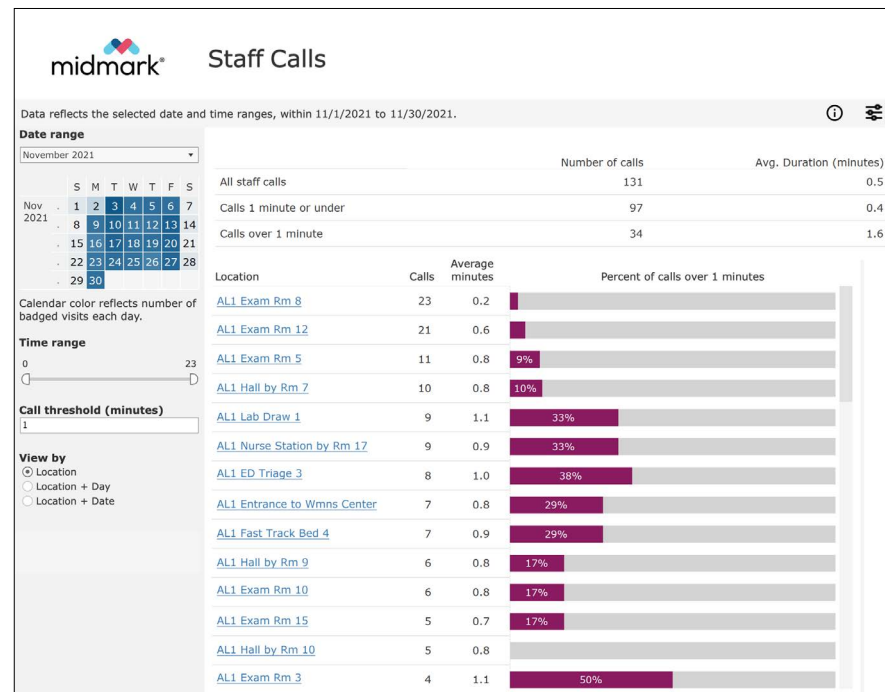 midmark®
Staff Calls
Data reflects the selected date and time ranges, within 11/1/2021 to 11/30/2021.
Date range
November 2021
S M T W T F S
Nov 2021 . 1 2 3 4 5 6 7
. 8 9 10 11 12 13 14
. 15 16 17 18 19 20 21
. 22 23 24 25 26 27 28
. 29 30
Calendar color reflects number of
badged visits each day.
Time range
0 23
Call threshold (minutes)
1
View by
Location
Location + Day
Location + Date
Number of calls Avg. Duration (minutes)
All staff calls 131 0.5
Calls 1 minute or under 97 0.4
Calls over 1 minute 34 1.6
Location Calls Average minutes Percent of calls over 1 minutes
AL1 Exam Rm 8 23 0.2
AL1 Exam Rm 12 21 0.6
AL1 Exam Rm 5 11 0.8 9%
AL1 Hall by Rm 7 10 0.8 10%
AL1 Lab Draw 1 9 1.1 33%
AL1 Nurse Station by Rm 17 9 0.9 33%
AL1 ED Triage 3 8 1.0 38%
AL1 Entrance to Wmns Center 7 0.8 29%
AL1 Fast Track Bed 4 7 0.9 29%
AL1 Hall by Rm 9 6 0.8 17%
AL1 Exam Rm 10 6 0.8 17%
AL1 Exam Rm 15 5 0.7 17%
AL1 Hall by Rm 10 5 0.8
AL1 Exam Rm 3 4 1.1 50%